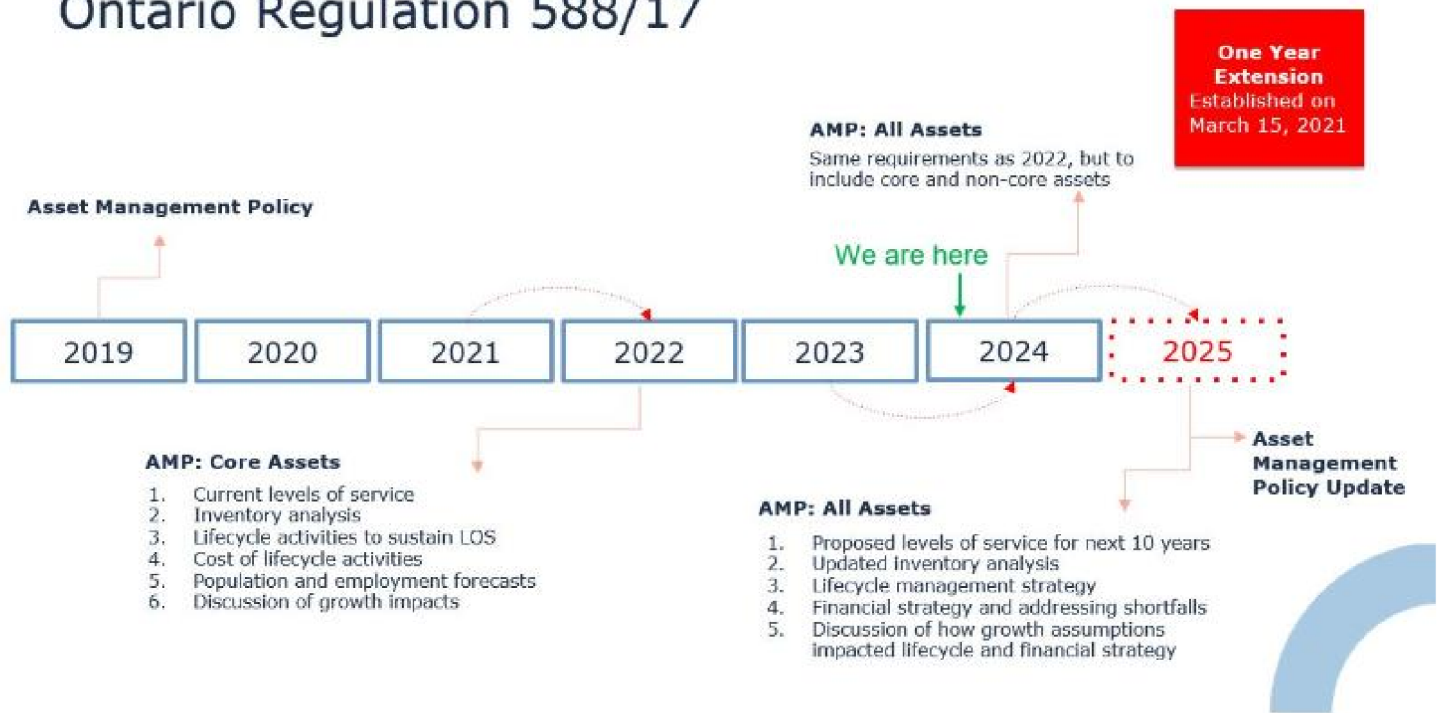 Ontario Regulation 588/17
One Year
Extension
Established on
March 15, 2021
AMP: All Assets
Same requirements as 2022, but to
include core and non-core assets
Asset Management Policy
We are here
2019
2020
2021
2022
2023
2024
2025
AMP: Core Assets
1. Current levels of service
2. Inventory analysis
3. Lifecycle activities to sustain LOS
4. Cost of lifecycle activities
5. Population and employment forecasts
6. Discussion of growth impacts
Asset
Management
Policy Update
AMP: All Assets
1. Proposed levels of service for next 10 years
2. Updated inventory analysis
3. Lifecycle management strategy
4. Financial strategy and addressing shortfalls
5. Discussion of how growth assumptions
impacted lifecycle and financial strategy